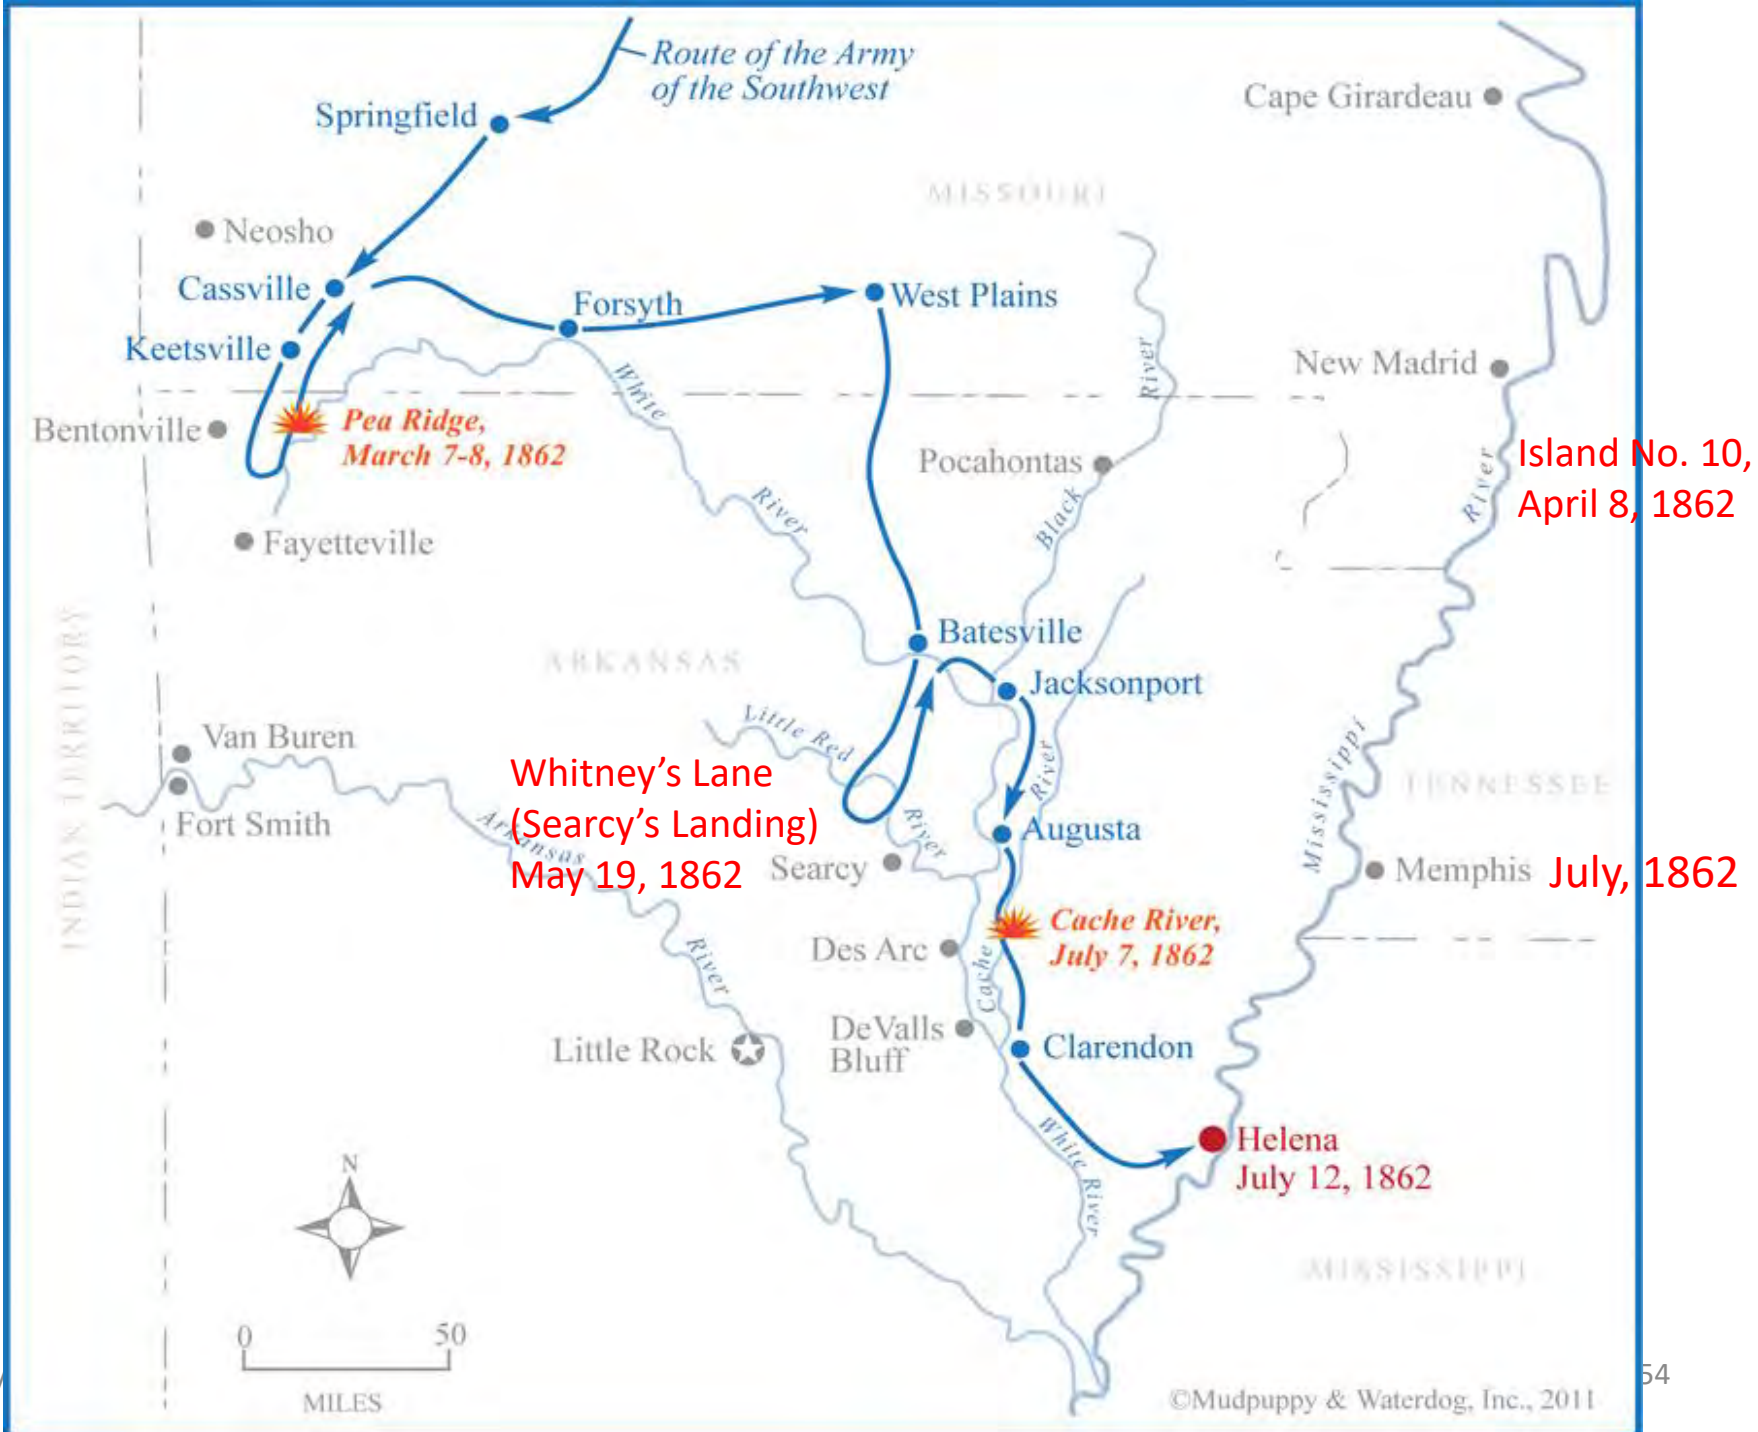 Route of the Army
of the Southwest
Springfield
Cape Girardeau
MISSOURI
Neosho
Cassville
Forsyth
West Plains
Keetsville
White
River
New Madrid
Bentonville
Pea Ridge,
March 7-8, 1862
Pocahontas
River
Island No. 10,
April 8, 1862
River
Black
Fayetteville
INDIAN TERRITORY
ARKANSAS
Batesville
Jacksonport
Little Red
Van Buren
Whitney’s Lane
(Searcy’s Landing)
May 19, 1862
River
Mississippi
TENNESSEE
Fort Smith
Arkansas
River
Augusta
Searcy
Memphis
July, 1862
River
Des Arc
Cache
Cache River,
July 7, 1862
Little Rock
DeValls
Bluff
Clarendon
White River
Helena
July 12, 1862
N
MISSISSIPPI
0
50
MILES
54
©Mudpuppy & Waterdog, Inc., 2011